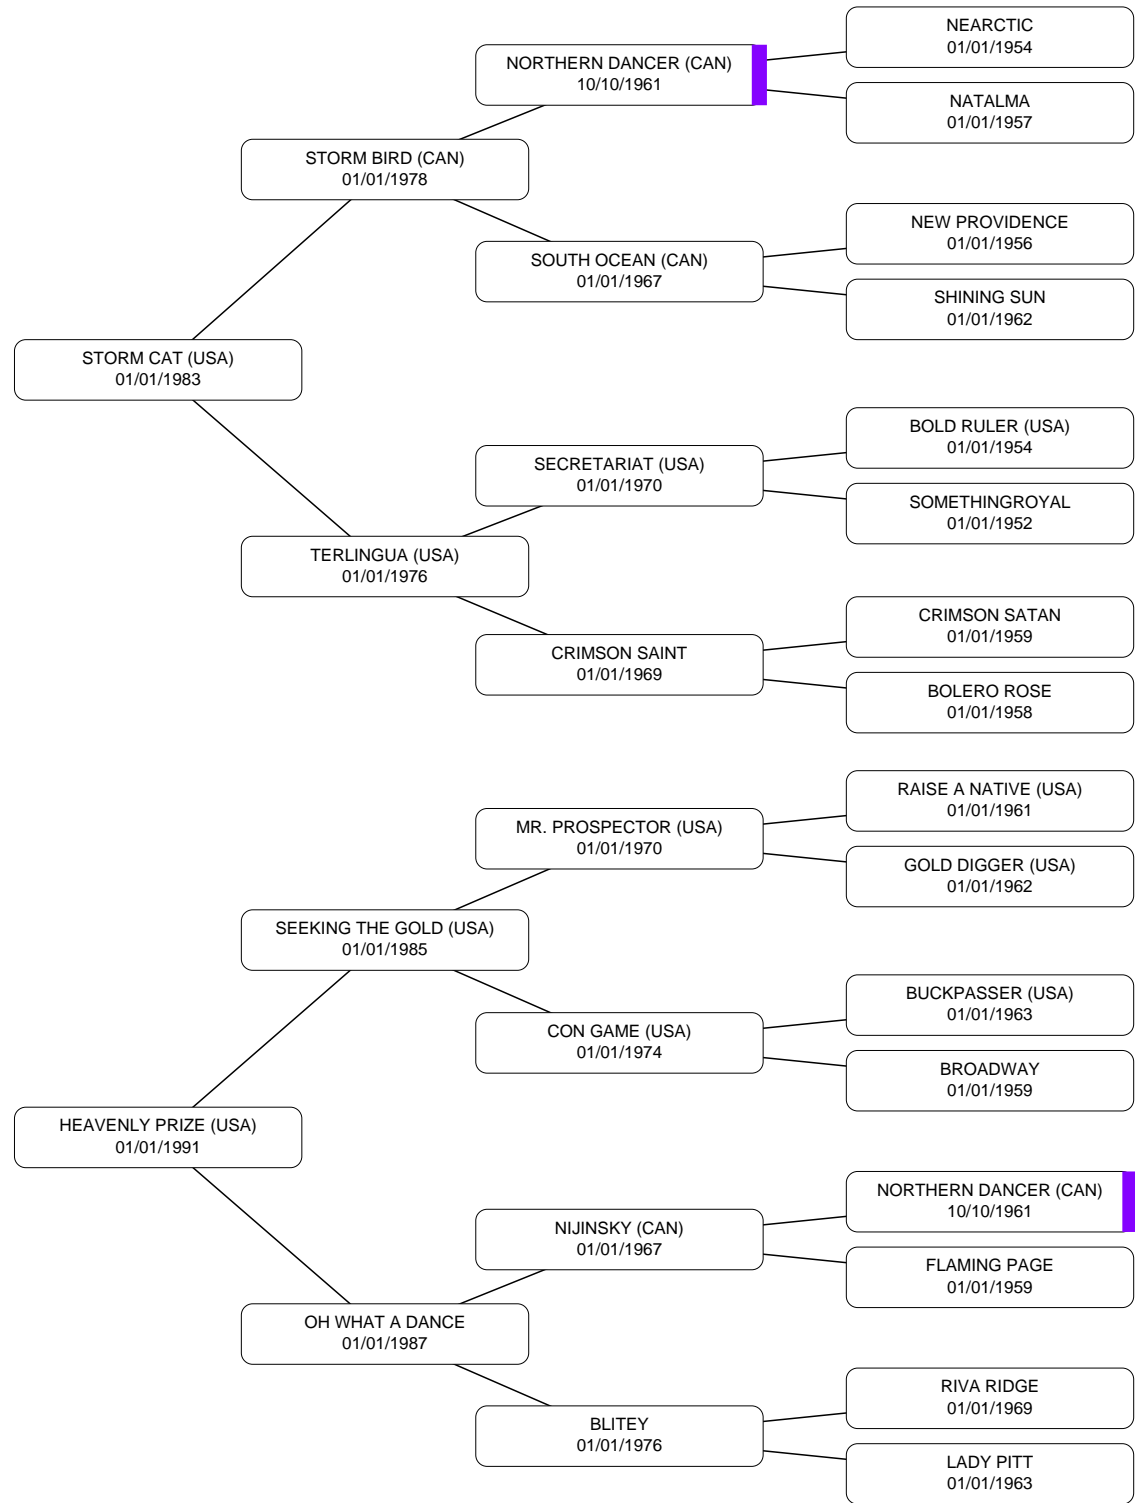 NEARCTIC
01/01/1954
NORTHERN DANCER (CAN)
10/10/1961
NATALMA
01/01/1957
STORM BIRD (CAN)
01/01/1978
NEW PROVIDENCE
01/01/1956
SOUTH OCEAN (CAN)
01/01/1967
SHINING SUN
01/01/1962
STORM CAT (USA)
01/01/1983
BOLD RULER (USA)
01/01/1954
SECRETARIAT (USA)
01/01/1970
SOMETHINGROYAL
01/01/1952
TERLINGUA (USA)
01/01/1976
CRIMSON SATAN
01/01/1959
CRIMSON SAINT
01/01/1969
BOLERO ROSE
01/01/1958
RAISE A NATIVE (USA)
01/01/1961
MR. PROSPECTOR (USA)
01/01/1970
GOLD DIGGER (USA)
01/01/1962
SEEKING THE GOLD (USA)
01/01/1985
BUCKPASSER (USA)
01/01/1963
CON GAME (USA)
01/01/1974
BROADWAY
01/01/1959
HEAVENLY PRIZE (USA)
01/01/1991
NORTHERN DANCER (CAN)
10/10/1961
NIJINSKY (CAN)
01/01/1967
FLAMING PAGE
01/01/1959
OH WHAT A DANCE
01/01/1987
RIVA RIDGE
01/01/1969
BLITEY
01/01/1976
LADY PITT
01/01/1963